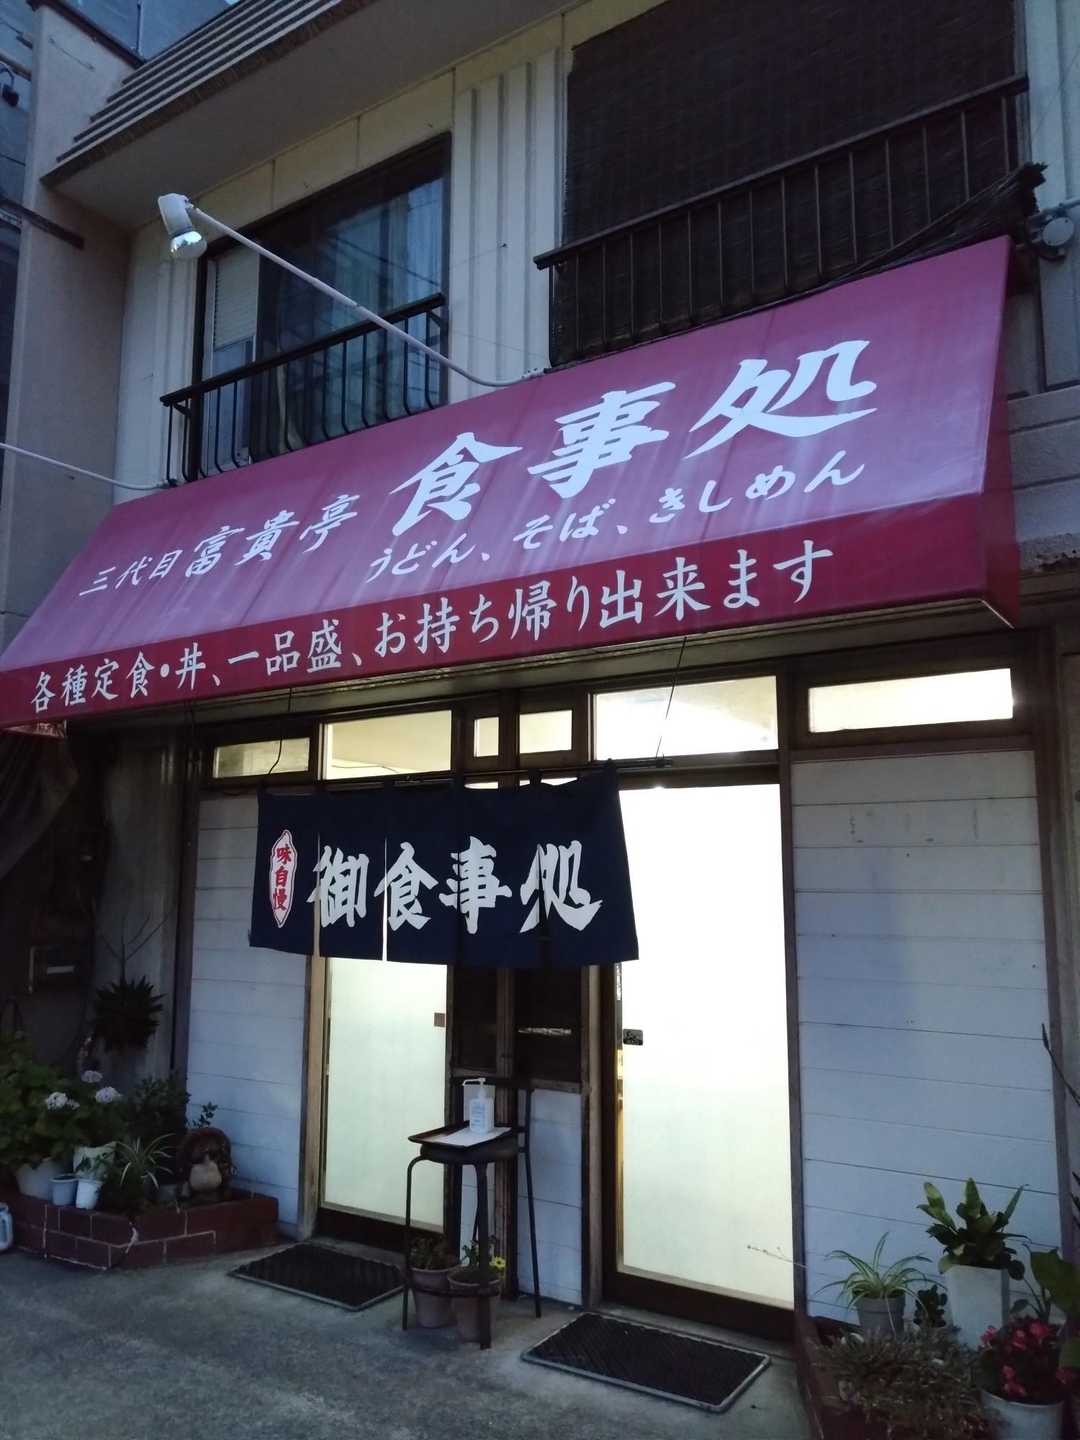 三代目 富貴亭 食事処
うどん、そば、きしめん
各種定食・丼、一品盛、お持ち帰り出来ます
味自慢
御食事処